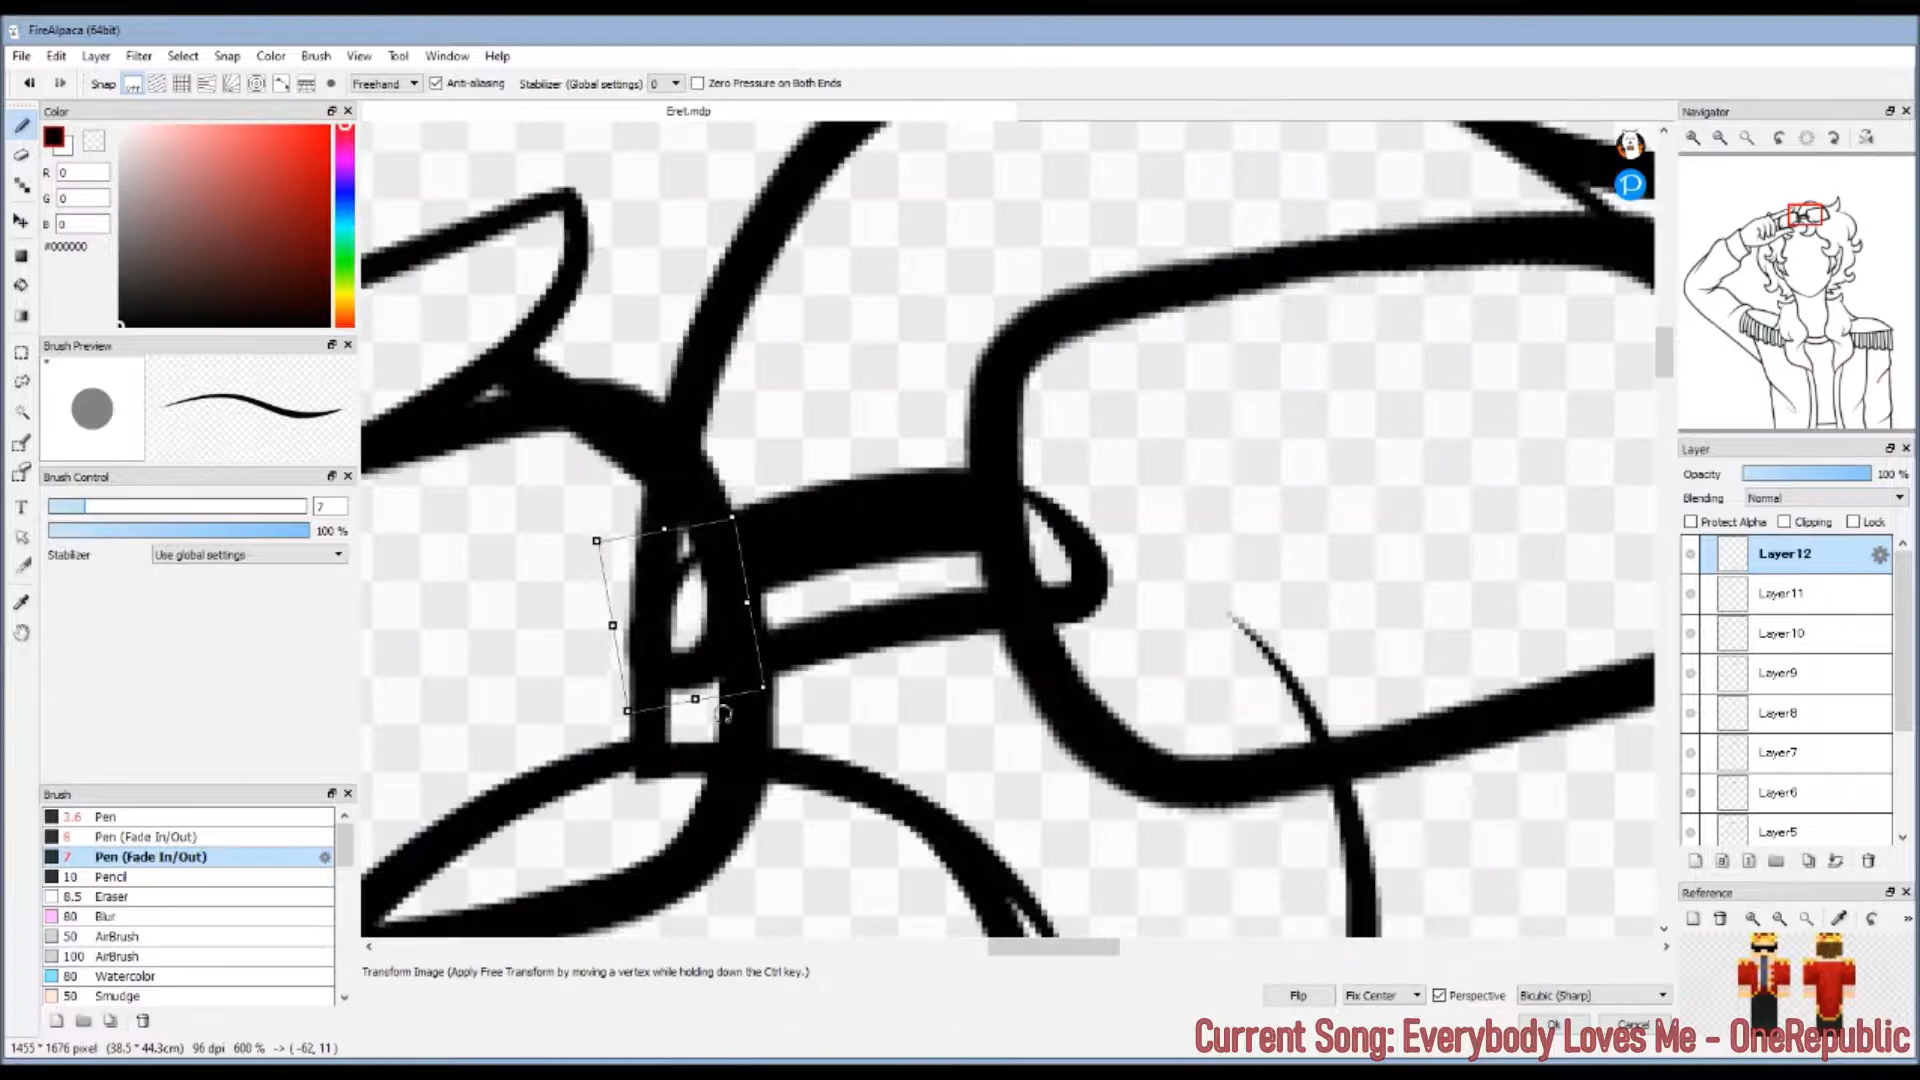 FireAlpaca (64bit)
File Edit Layer Filter Select Snap Color Brush View Tool Window Help
Snap OFF Freehand Anti-aliasing Stabilizer (Global settings) 0 Zero Pressure on Both Ends
Color
Eret.mdp
Navigator
R 0
G 0
B 0
#000000
Brush Preview
Brush Control
7
100 %
Stabilizer Use global settings
Layer
Opacity 100 %
Blending Normal
Protect Alpha Clipping Lock
Layer12
Layer11
Layer10
Layer9
Layer8
Layer7
Layer6
Layer5
Brush
3.6 Pen
8 Pen (Fade In/Out)
7 Pen (Fade In/Out)
10 Pencil
8.5 Eraser
80 Blur
50 AirBrush
100 AirBrush
80 Watercolor
50 Smudge
Reference
Transform Image (Apply Free Transform by moving a vertex while holding down the Ctrl key.)
Flip Fix Center Perspective Bicubic (Sharp)
Ok Cancel
1455 * 1676 pixel (38.5 * 44.3cm) 96 dpi 600 % -> ( -62, 11 )
Current Song: Everybody Loves Me - OneRepublic